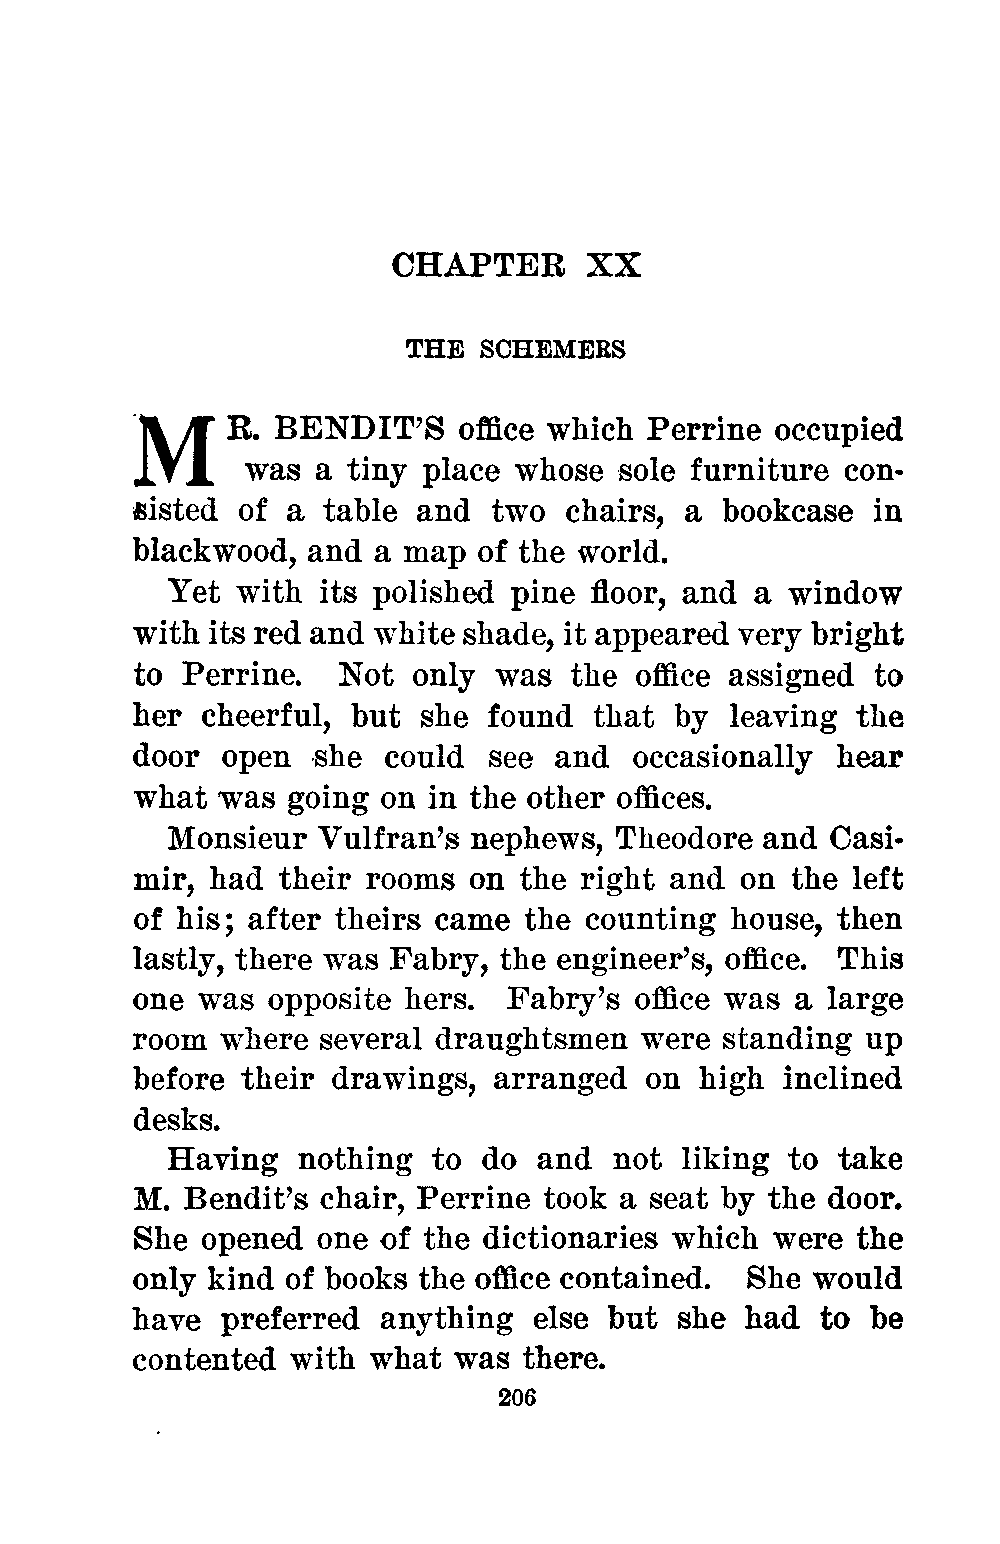 CHAPTER XX
THE SCHEMERS
MR. BENDIT'S office which Perrine occupied
was a tiny place whose sole furniture con-
sisted of a table and two chairs, a bookcase in
blackwood, and a map of the world.
Yet with its polished pine floor, and a window
with its red and white shade, it appeared very bright
to Perrine. Not only was the office assigned to
her cheerful, but she found that by leaving the
door open she could see and occasionally hear
what was going on in the other offices.
Monsieur Vulfran's nephews, Theodore and Casi-
mir, had their rooms on the right and on the left
of his; after theirs came the counting house, then
lastly, there was Fabry, the engineer's, office. This
one was opposite hers. Fabry's office was a large
room where several draughtsmen were standing up
before their drawings, arranged on high inclined
desks.
Having nothing to do and not liking to take
M. Bendit's chair, Perrine took a seat by the door.
She opened one of the dictionaries which were the
only kind of books the office contained. She would
have preferred anything else but she had to be
contented with what was there.
206